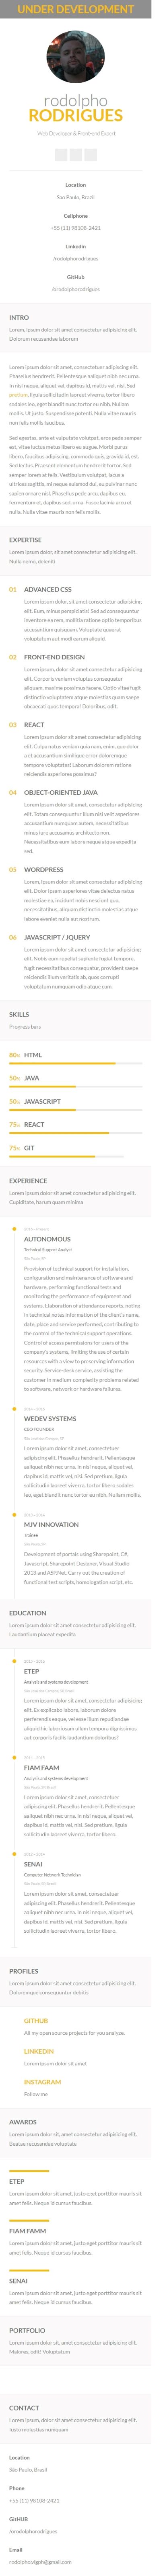 UNDER DEVELOPMENT
rodolpho
RODRIGUES
Web Developer & Front-end Expert
Location
Sao Paulo, Brazil
Cellphone
+55 (11) 98108-2421
LinkedIn
/rodolphorodrigues
GitHub
/orodolphorodrigues
INTRO
Lorem, ipsum dolor sit amet consectetur adipisicing elit.
Dolorum recusandae laborum
Lorem ipsum dolor sit amet, consectetuer adipiscing elit.
Phasellus hendrerit. Pellentesque aliquet nibh nec urna.
In nisi neque, aliquet vel, dapibus id, mattis vel, nisi. Sed
pretium, ligula sollicitudin laoreet viverra, tortor libero
sodales leo, eget blandit nunc tortor eu nibh. Nullam
mollis. Ut justo. Suspendisse potenti. Nulla vitae mauris
non felis mollis faucibus.
Sed egestas, ante et vulputate volutpat, eros pede semper
est, vitae luctus metus libero eu augue. Morbi purus
libero, faucibus adipiscing, commodo quis, gravida id, est.
Sed lectus. Praesent elementum hendrerit tortor. Sed
semper lorem at felis. Vestibulum volutpat, lacus a
ultrices sagittis, mi neque euismod dui, eu pulvinar nunc
sapien ornare nisl. Phasellus pede arcu, dapibus eu,
fermentum et, dapibus sed, urna. Fusce lacinia arcu et
nulla. Nulla vitae mauris non felis mollis.
EXPERTISE
Lorem ipsum dolor, sit amet consectetur adipisicing elit.
Nulla nemo, deleniti
01 ADVANCED CSS
Lorem ipsum dolor, sit amet consectetur adipisicing
elit. Eum, minus perspiciatis! Sed ad consequuntur
inventore ea rem, mollitia ratione optio temporibus
accusantium quisquam. Voluptate quaerat
voluptatum aut modi earum aliquid.
02 FRONT-END DESIGN
Lorem ipsum, dolor sit amet consectetur adipisicing
elit. Corporis veniam voluptas consequatur
aliquam, maxime possimus facere. Optio vitae fugit
distinctio voluptatem atque molestias quam saepe
obcaecati quos tempora! Doloribus, odit.
03 REACT
Lorem ipsum dolor, sit amet consectetur adipisicing
elit. Culpa natus veniam quia nam, enim, quo dolor
a et accusantium similique error doloremque
tempore voluptates! Laborum dolorem ratione
reiciendis asperiores possimus?
04 OBJECT-ORIENTED JAVA
Lorem ipsum dolor sit amet consectetur adipisicing
elit. Totam consequuntur illum nisi velit asperiores
accusantium numquam autem, necessitatibus
minus iure accusamus architecto non.
Necessitatibus eum labore neque atque expedita
sed.
05 WORDPRESS
Lorem, ipsum dolor sit amet consectetur adipisicing
elit. Dolor ipsam asperiores vitae delectus natus
molestiae ea, incidunt nobis nesciunt quo,
necessitatibus, aliquam distinctio molestias atque
labore eveniet nulla aut nostrum.
06 JAVASCRIPT / JQUERY
Lorem ipsum dolor sit amet consectetur adipisicing
elit. Nobis eum repellat sapiente fugiat tempore,
fugit necessitatibus consequatur, provident saepe
reiciendis illum veritatis ab, quos corrupti
voluptatum numquam odio atque cum.
SKILLS
Progress bars
80% HTML
50% JAVA
50% JAVASCRIPT
75% REACT
75% GIT
EXPERIENCE
Lorem ipsum dolor sit amet consectetur adipisicing elit.
Cupiditate, harum quam minima
AUTONOMOUS
Technical Support Analyst
São Paulo, SP
Provision of technical support for installation,
configuration and maintenance of software and
hardware, performing functional tests and
monitoring the performance of equipment and
systems. Elaboration of attendance reports, noting
in technical notes information of the client's name,
date, place and service performed, contributing to
the control of the technical support operations.
Control of access permissions for users of the
company's systems, limiting the use of certain
resources with a view to preserving information
security. Service desk service, assisting the
customer in medium complexity problems related
to software, network or hardware failures.
WEDEV SYSTEMS
CEO FOUNDER
Lorem ipsum dolor sit amet, consectetuer
adipiscing elit. Phasellus hendrerit. Pellentesque
aliquet nibh nec urna. In nisi neque, aliquet vel,
dapibus id, mattis vel, nisi. Sed pretium, ligula
sollicitudin laoreet viverra, tortor libero sodales
leo, eget blandit nunc tortor eu nibh. Nullam mollis.
MJV INNOVATION
Trainee
São Paulo, SP
Development of portals using Sharepoint, C#,
Javascript, Sharepoint Designer, Visual Studio
2013 and ASP.Net. Carry out the creation of
functional test scripts, homologation script, etc.
EDUCATION
Lorem ipsum dolor sit amet consectetur adipisicing elit.
Laudantium placeat expedita
ETEP
Analysis and systems development
Lorem ipsum dolor sit amet, consectetur adipisicing
elit. Ex explicabo labore, laborum dolore
perferendis eaque, vel esse illum repudiandae
aliquid hic laboriosam ullam tempora dignissimos
aut corporis facilis laudantium doloribus?
FIAM FAAM
Analysis and systems development
Lorem ipsum dolor sit amet, consectetuer
adipiscing elit. Phasellus hendrerit. Pellentesque
aliquet nibh nec urna. In nisi neque, aliquet vel,
dapibus id, mattis vel, nisi. Sed pretium, ligula
sollicitudin laoreet viverra, tortor libero.
SENAI
Computer Network Technician
Lorem ipsum dolor sit amet, consectetuer
adipiscing elit. Phasellus hendrerit. Pellentesque
aliquet nibh nec urna. In nisi neque, aliquet vel,
dapibus id, mattis vel, nisi. Sed pretium, ligula
sollicitudin laoreet viverra, tortor libero.
PROFILES
Lorem ipsum dolor sit amet consectetur adipisicing elit.
Doloremque consequuntur debitis
GITHUB
All my open source projects for you analyze.
LINKEDIN
Lorem ipsum dolor sit amet
INSTAGRAM
Follow me
AWARDS
Lorem ipsum dolor sit, amet consectetur adipisicing elit.
Beatae recusandae voluptate
ETEP
Lorem ipsum dolor sit amet, justo eget porttitor mauris sit
amet felis. Neque id cursus faucibus.
FIAM FAMM
Lorem ipsum dolor sit amet, justo eget porttitor mauris sit
amet felis. Neque id cursus faucibus.
SENAI
Lorem ipsum dolor sit amet, justo eget porttitor mauris sit
amet felis. Neque id cursus faucibus.
PORTFOLIO
Lorem ipsum dolor sit, amet consectetur adipisicing elit.
Maiores, odit! Voluptatum
CONTACT
Lorem ipsum, dolor sit amet consectetur adipisicing elit.
Iusto molestias numquam
Location
São Paulo, Brasil
Phone
+55 (11) 98108-2421
GitHUB
/orodolphorodrigues
Email
rodolpho.vigph@gmail.com